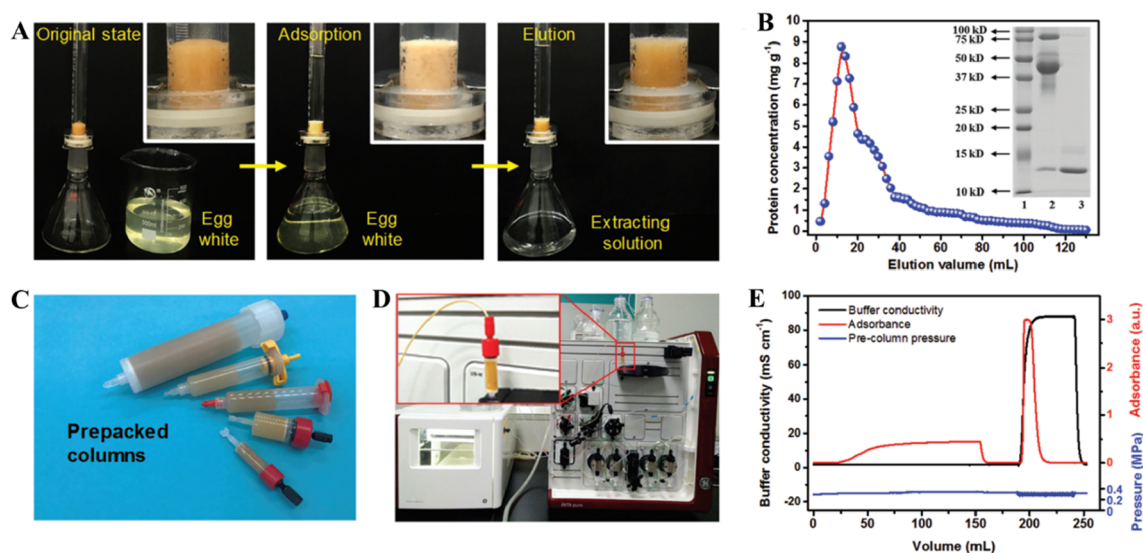 A
Original state
Adsorption
Elution
Egg
white
Egg
white
Extracting
solution
B
Protein concentration (mg g⁻¹)
10
9
8
7
6
5
4
3
2
1
0
0 20 40 60 80 100 120
Elution value (mL)
100 kD
75 kD
50 kD
37 kD
25 kD
20 kD
15 kD
10 kD
1 2 3
C
Prepacked
columns
D
E
Buffer conductivity
Adsorbance
Pre-column pressure
Buffer conductivity (mS cm⁻¹)
100
80
60
40
20
0
-20
0 50 100 150 200 250
Volume (mL)
3
2
1
0
Adsorbance (a.u.)
0.4
0.2
0
Pressure (MPa)